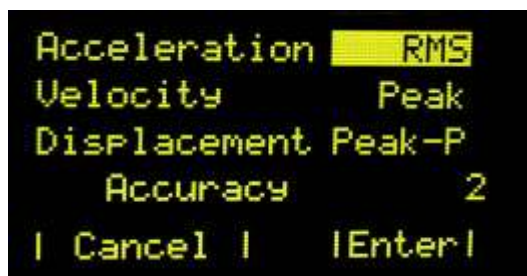 Acceleration RMS
Velocity Peak
Displacement Peak-P
Accuracy 2
| Cancel | |Enter|